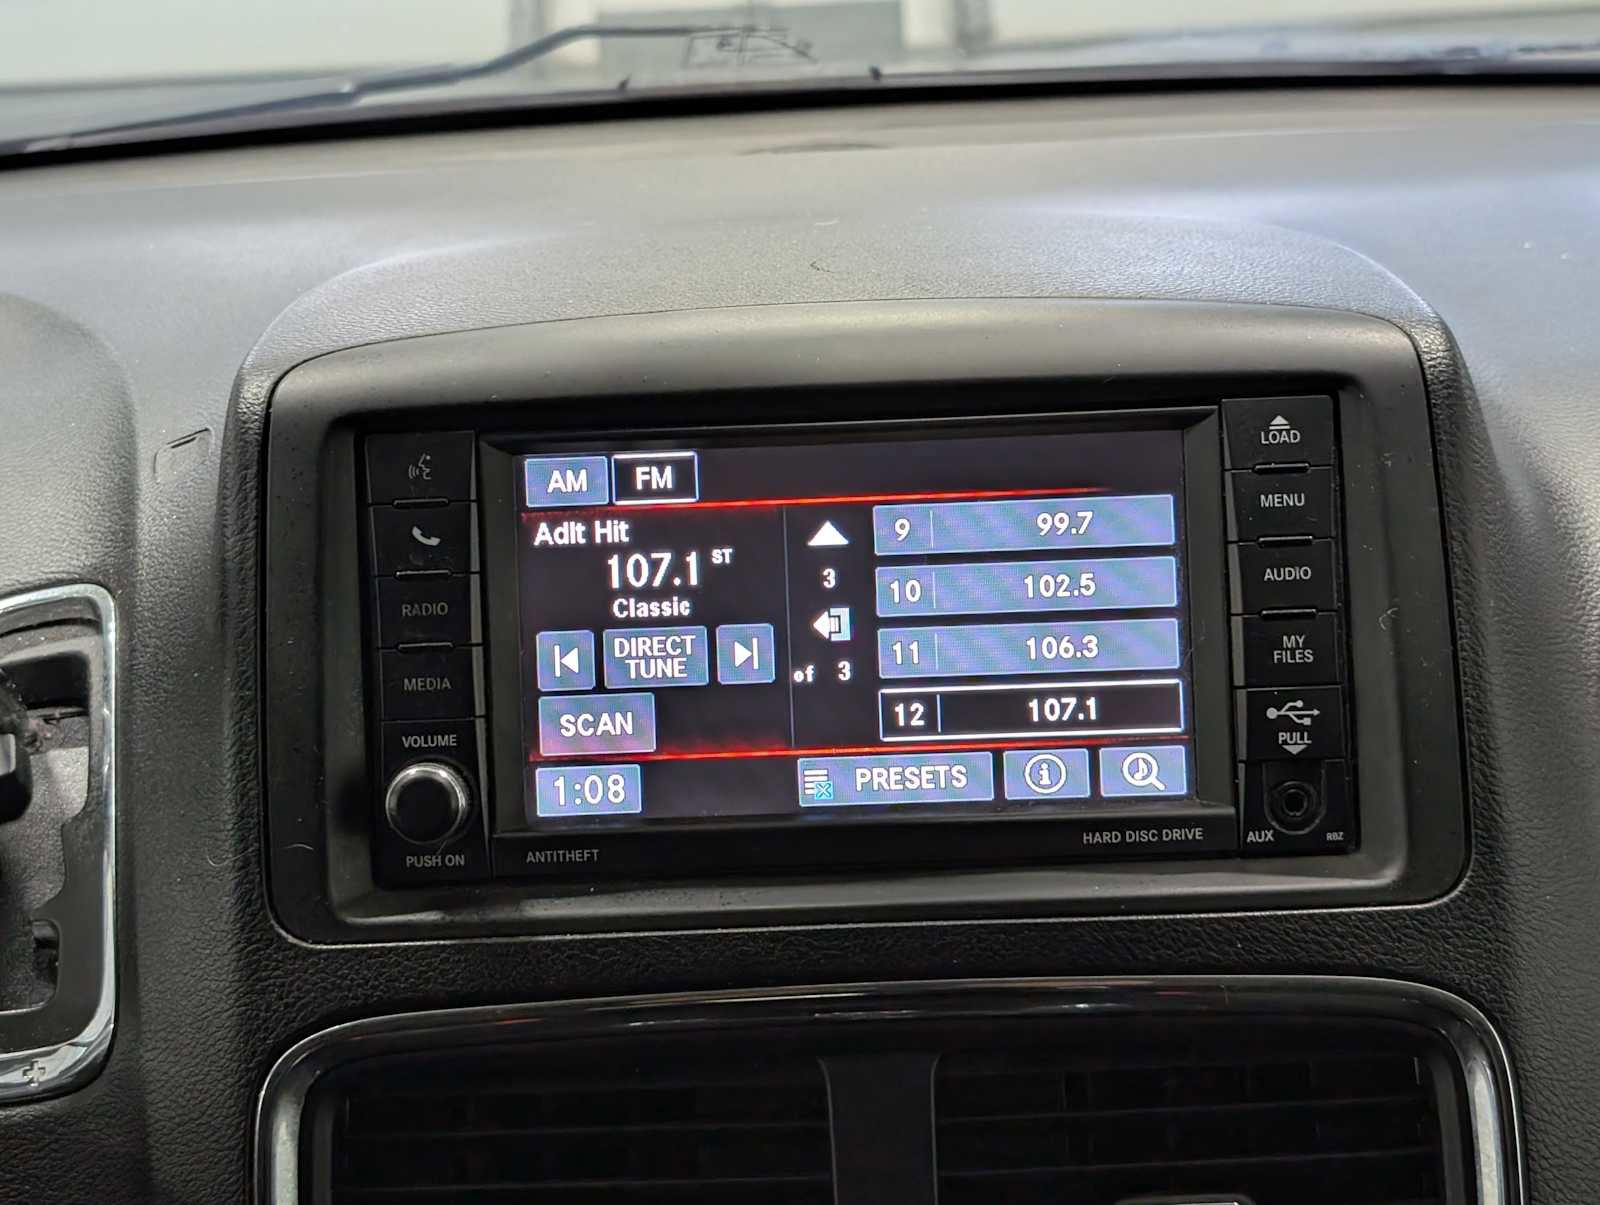 AM
FM
Adlt Hit
107.1 ST
Classic
DIRECT
TUNE
SCAN
1:08
3
of 3
9 99.7
10 102.5
11 106.3
12 107.1
PRESETS
RADIO
MEDIA
VOLUME
PUSH ON
ANTITHEFT
HARD DISC DRIVE
LOAD
MENU
AUDIO
MY
FILES
PULL
AUX
RBZ